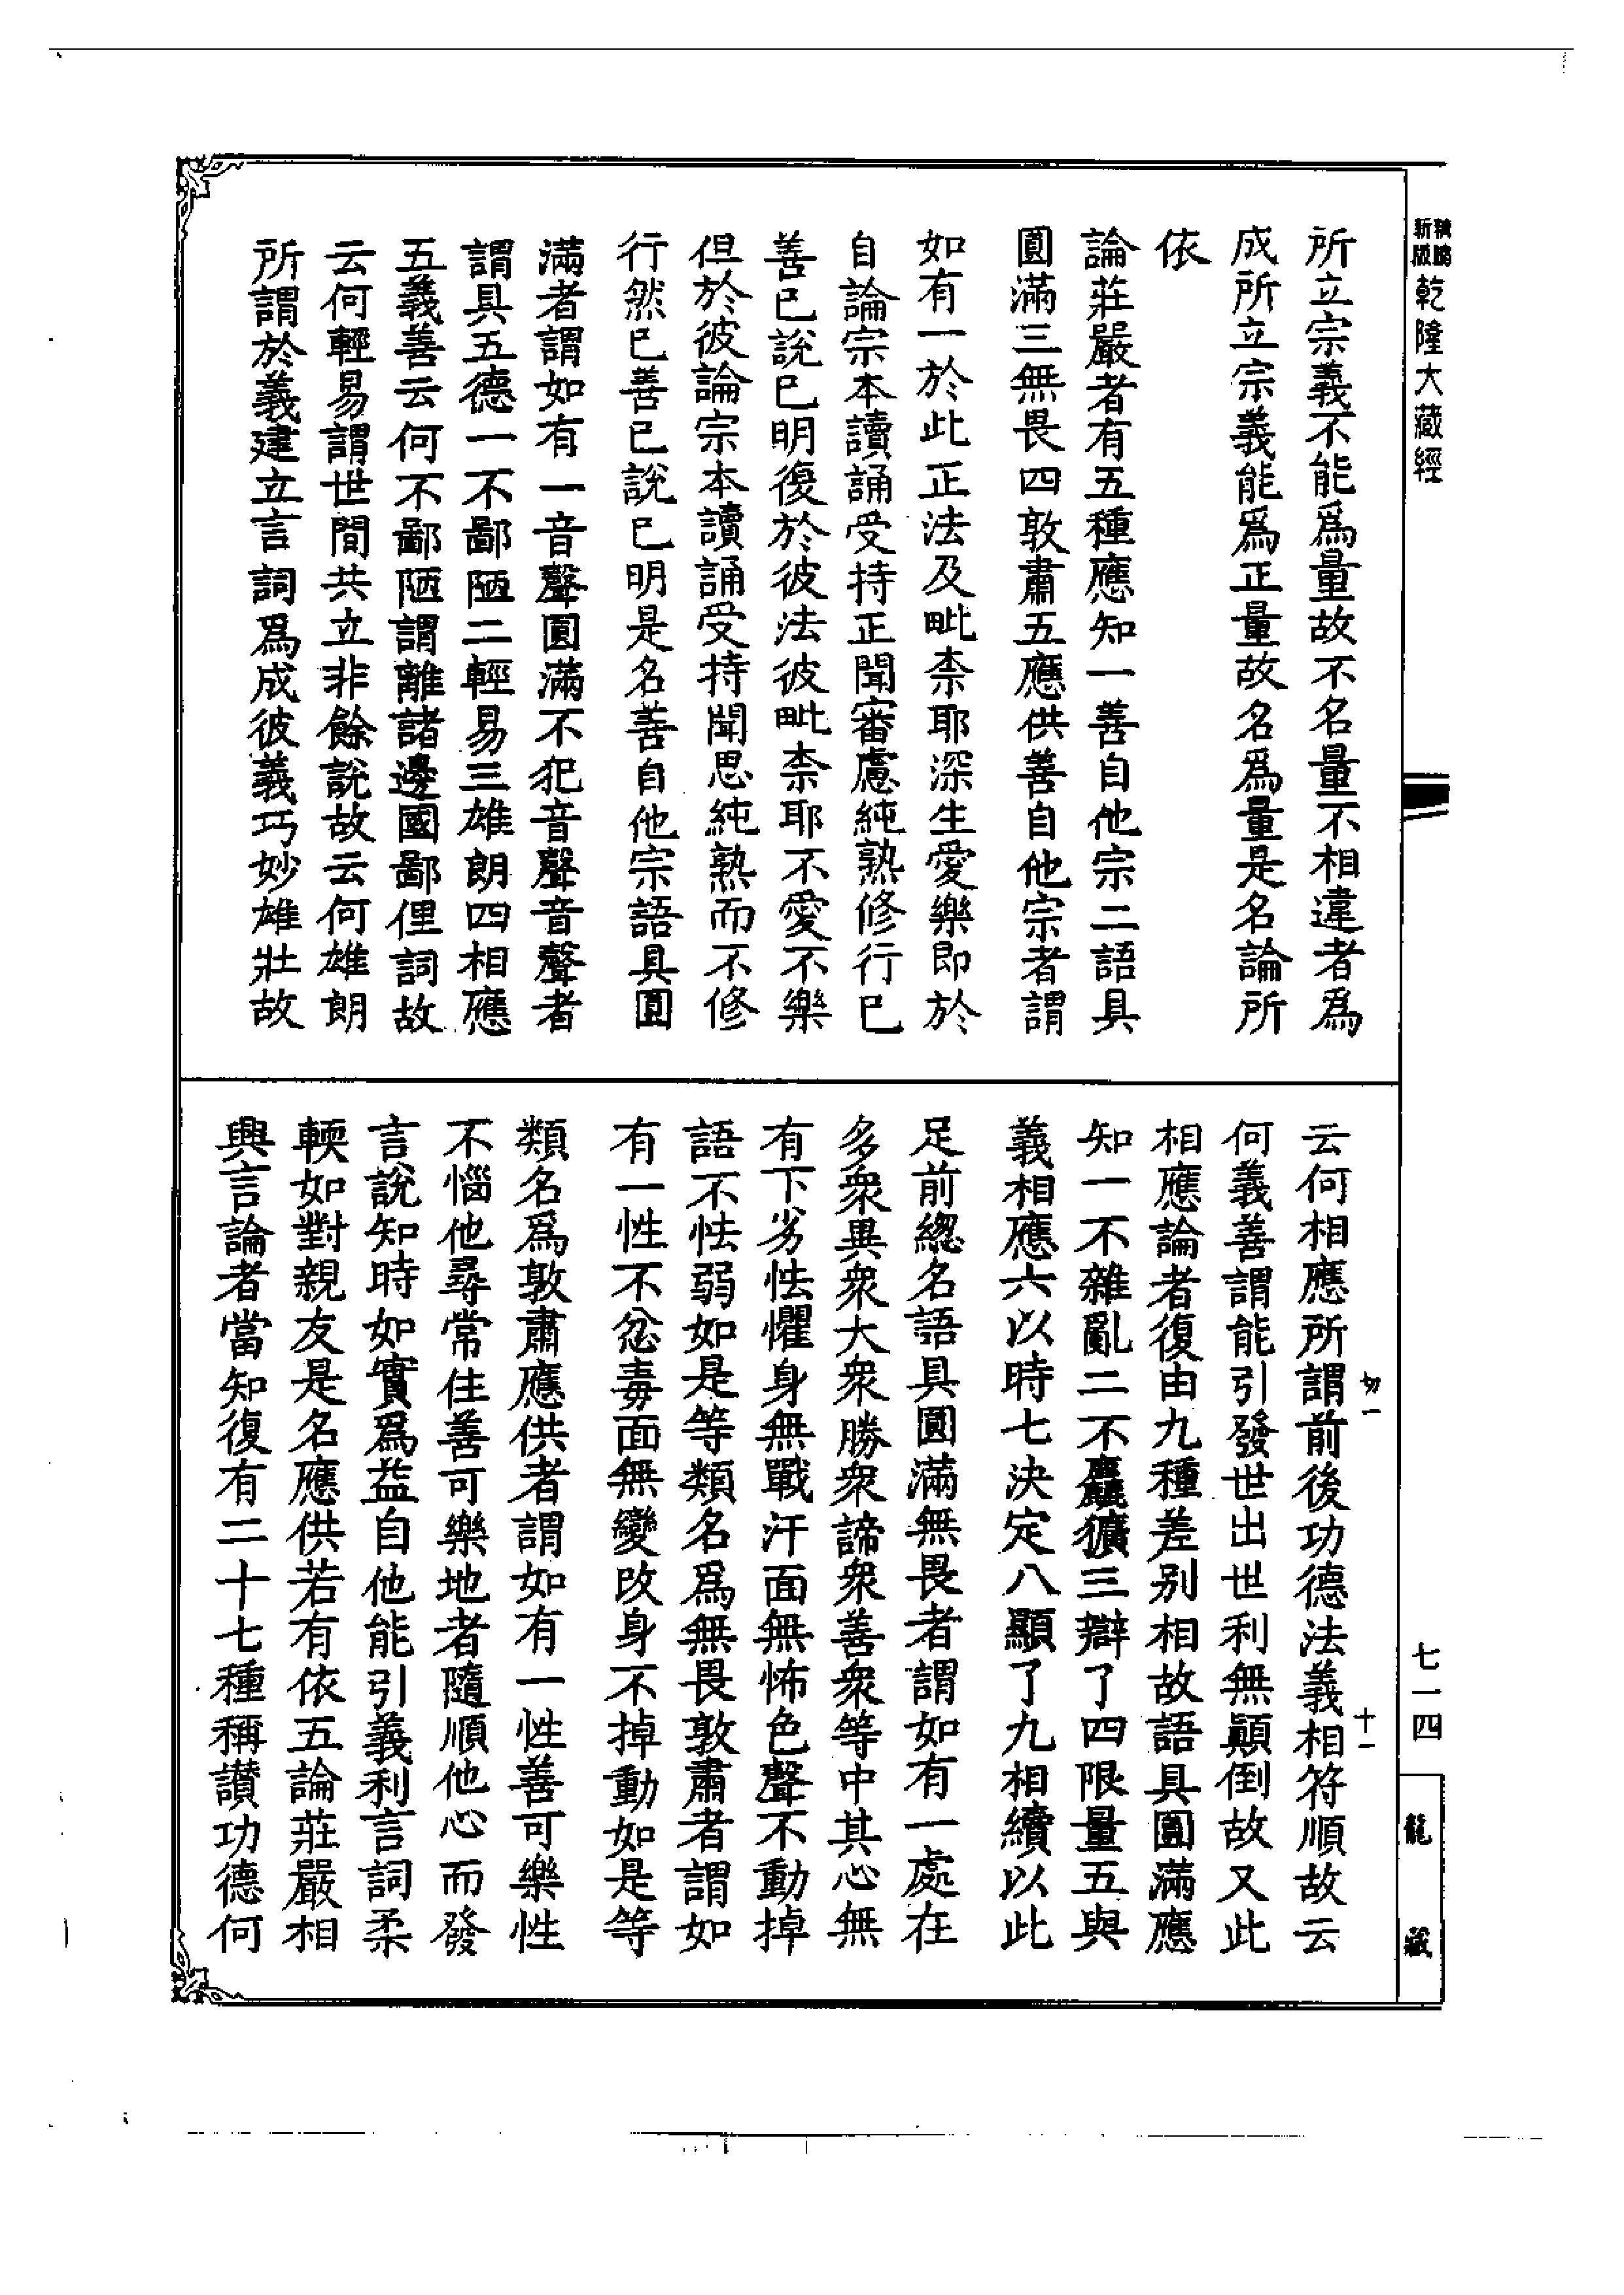 新版
精縮
乾隆大藏經
所立宗義不能爲量故不名量不相違者爲
成所立宗義能爲正量故名爲量是名論所
依
論莊嚴者有五種應知一善自他宗二語具
圓滿三無畏四敦肅五應供善自他宗者謂
如有一於此正法及毗柰耶深生愛樂即於
自論宗本讀誦受持正聞審慮純熟修行已
善已說已明復於彼法彼毗柰耶不愛不樂
但於彼論宗本讀誦受持聞思純熟而不修
行然已善已說已明是名善自他宗語具圓
滿者謂如有一音聲圓滿不犯音聲音聲者
謂具五德一不鄙陋二輕易三雄朗四相應
五義善云何不鄙陋謂離諸邊國鄙俚詞故
云何輕易謂世間共立非餘說故云何雄朗
所謂於義建立言詞爲成彼義巧妙雄壯故
云何相應所謂前後功德法義相符順故云
何義善謂能引發世出世利無顛倒故又此
相應論者復由九種差别相故語具圓滿應
知一不雜亂二不麤獷三辯了四限量五與
義相應六以時七決定八顯了九相續以此
足前總名語具圓滿無畏者謂如有一處在
多衆異衆大衆勝衆諦衆善衆等中其心無
有下劣怯懼身無戰汗面無怖色聲不動掉
語不怯弱如是等類名爲無畏敦肅者謂如
有一性不忿毒面無變改身不掉動如是等
類名爲敦肅應供者謂如有一性善可樂性
不惱他尋常住善可樂地者隨順他心而發
言說知時如實爲益自他能引義利言詞柔
輭如對親友是名應供若有依五論莊嚴相
興言論者當知復有二十七種稱讃功德何
十一
七一四
龍藏